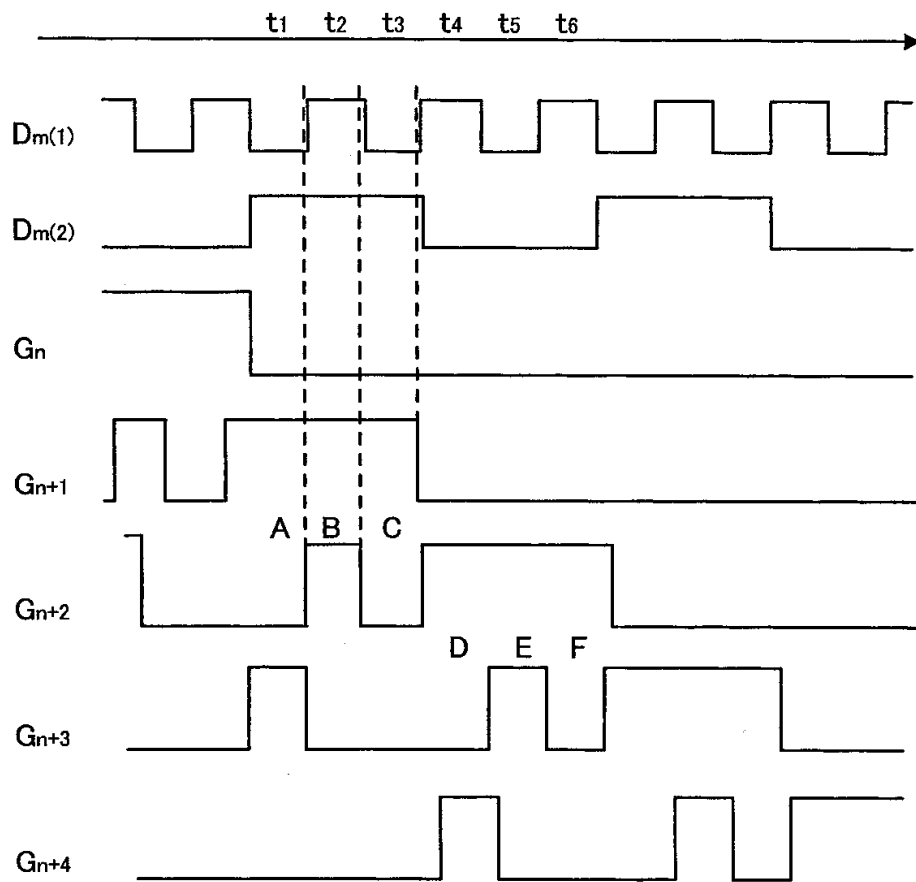 t1 t2 t3 t4 t5 t6
Dm(1)
Dm(2)
Gn
Gn+1
A B C
Gn+2
D E F
Gn+3
Gn+4